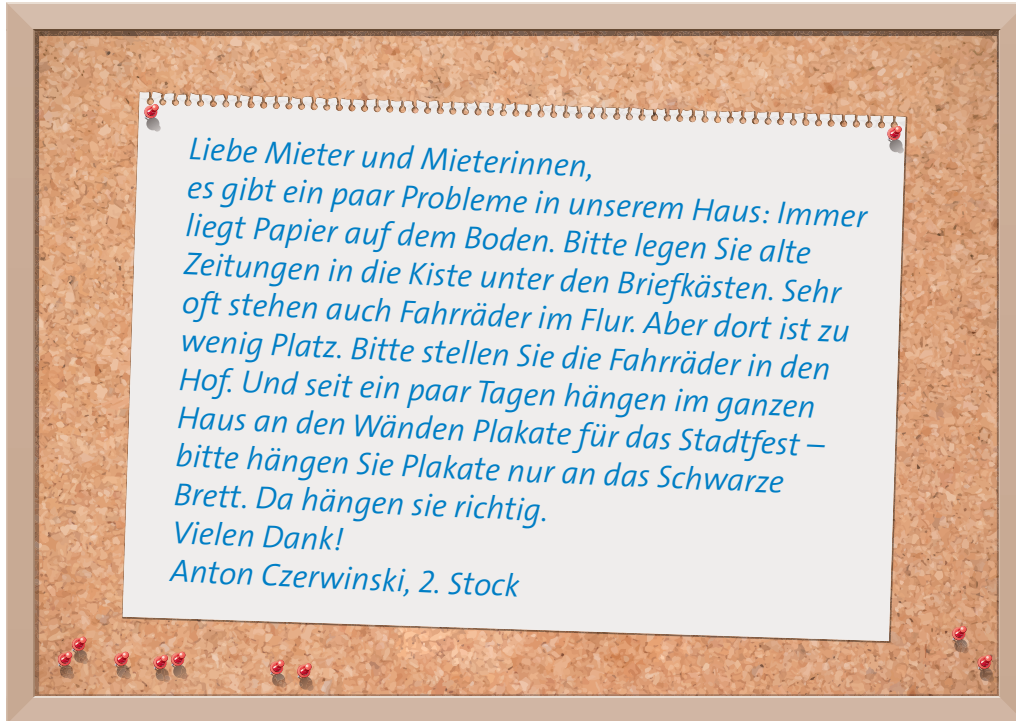 Liebe Mieter und Mieterinnen,
es gibt ein paar Probleme in unserem Haus: Immer
liegt Papier auf dem Boden. Bitte legen Sie alte
Zeitungen in die Kiste unter den Briefkästen. Sehr
oft stehen auch Fahrräder im Flur. Aber dort ist zu
wenig Platz. Bitte stellen Sie die Fahrräder in den
Hof. Und seit ein paar Tagen hängen im ganzen
Haus an den Wänden Plakate für das Stadtfest –
bitte hängen Sie Plakate nur an das Schwarze
Brett. Da hängen sie richtig.
Vielen Dank!
Anton Czerwinski, 2. Stock